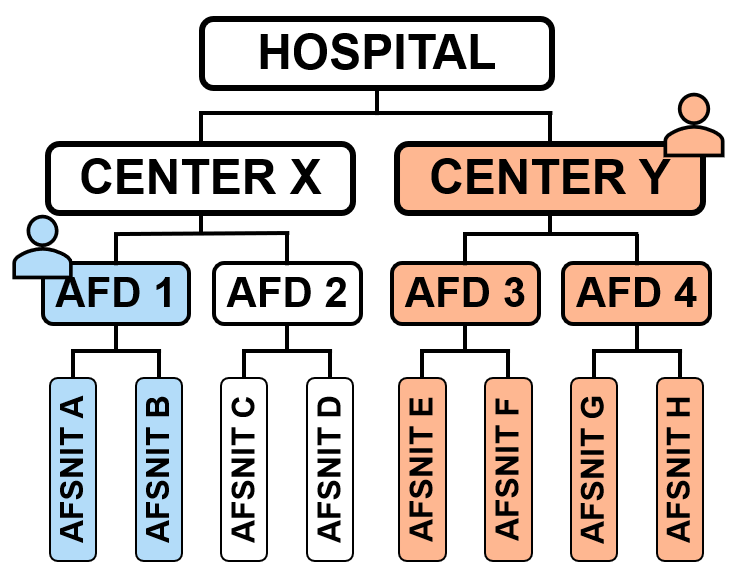 HOSPITAL
CENTER X
CENTER Y
AFD 1
AFD 2
AFD 3
AFD 4
AFSNIT A
AFSNIT B
AFSNIT C
AFSNIT D
AFSNIT E
AFSNIT F
AFSNIT G
AFSNIT H